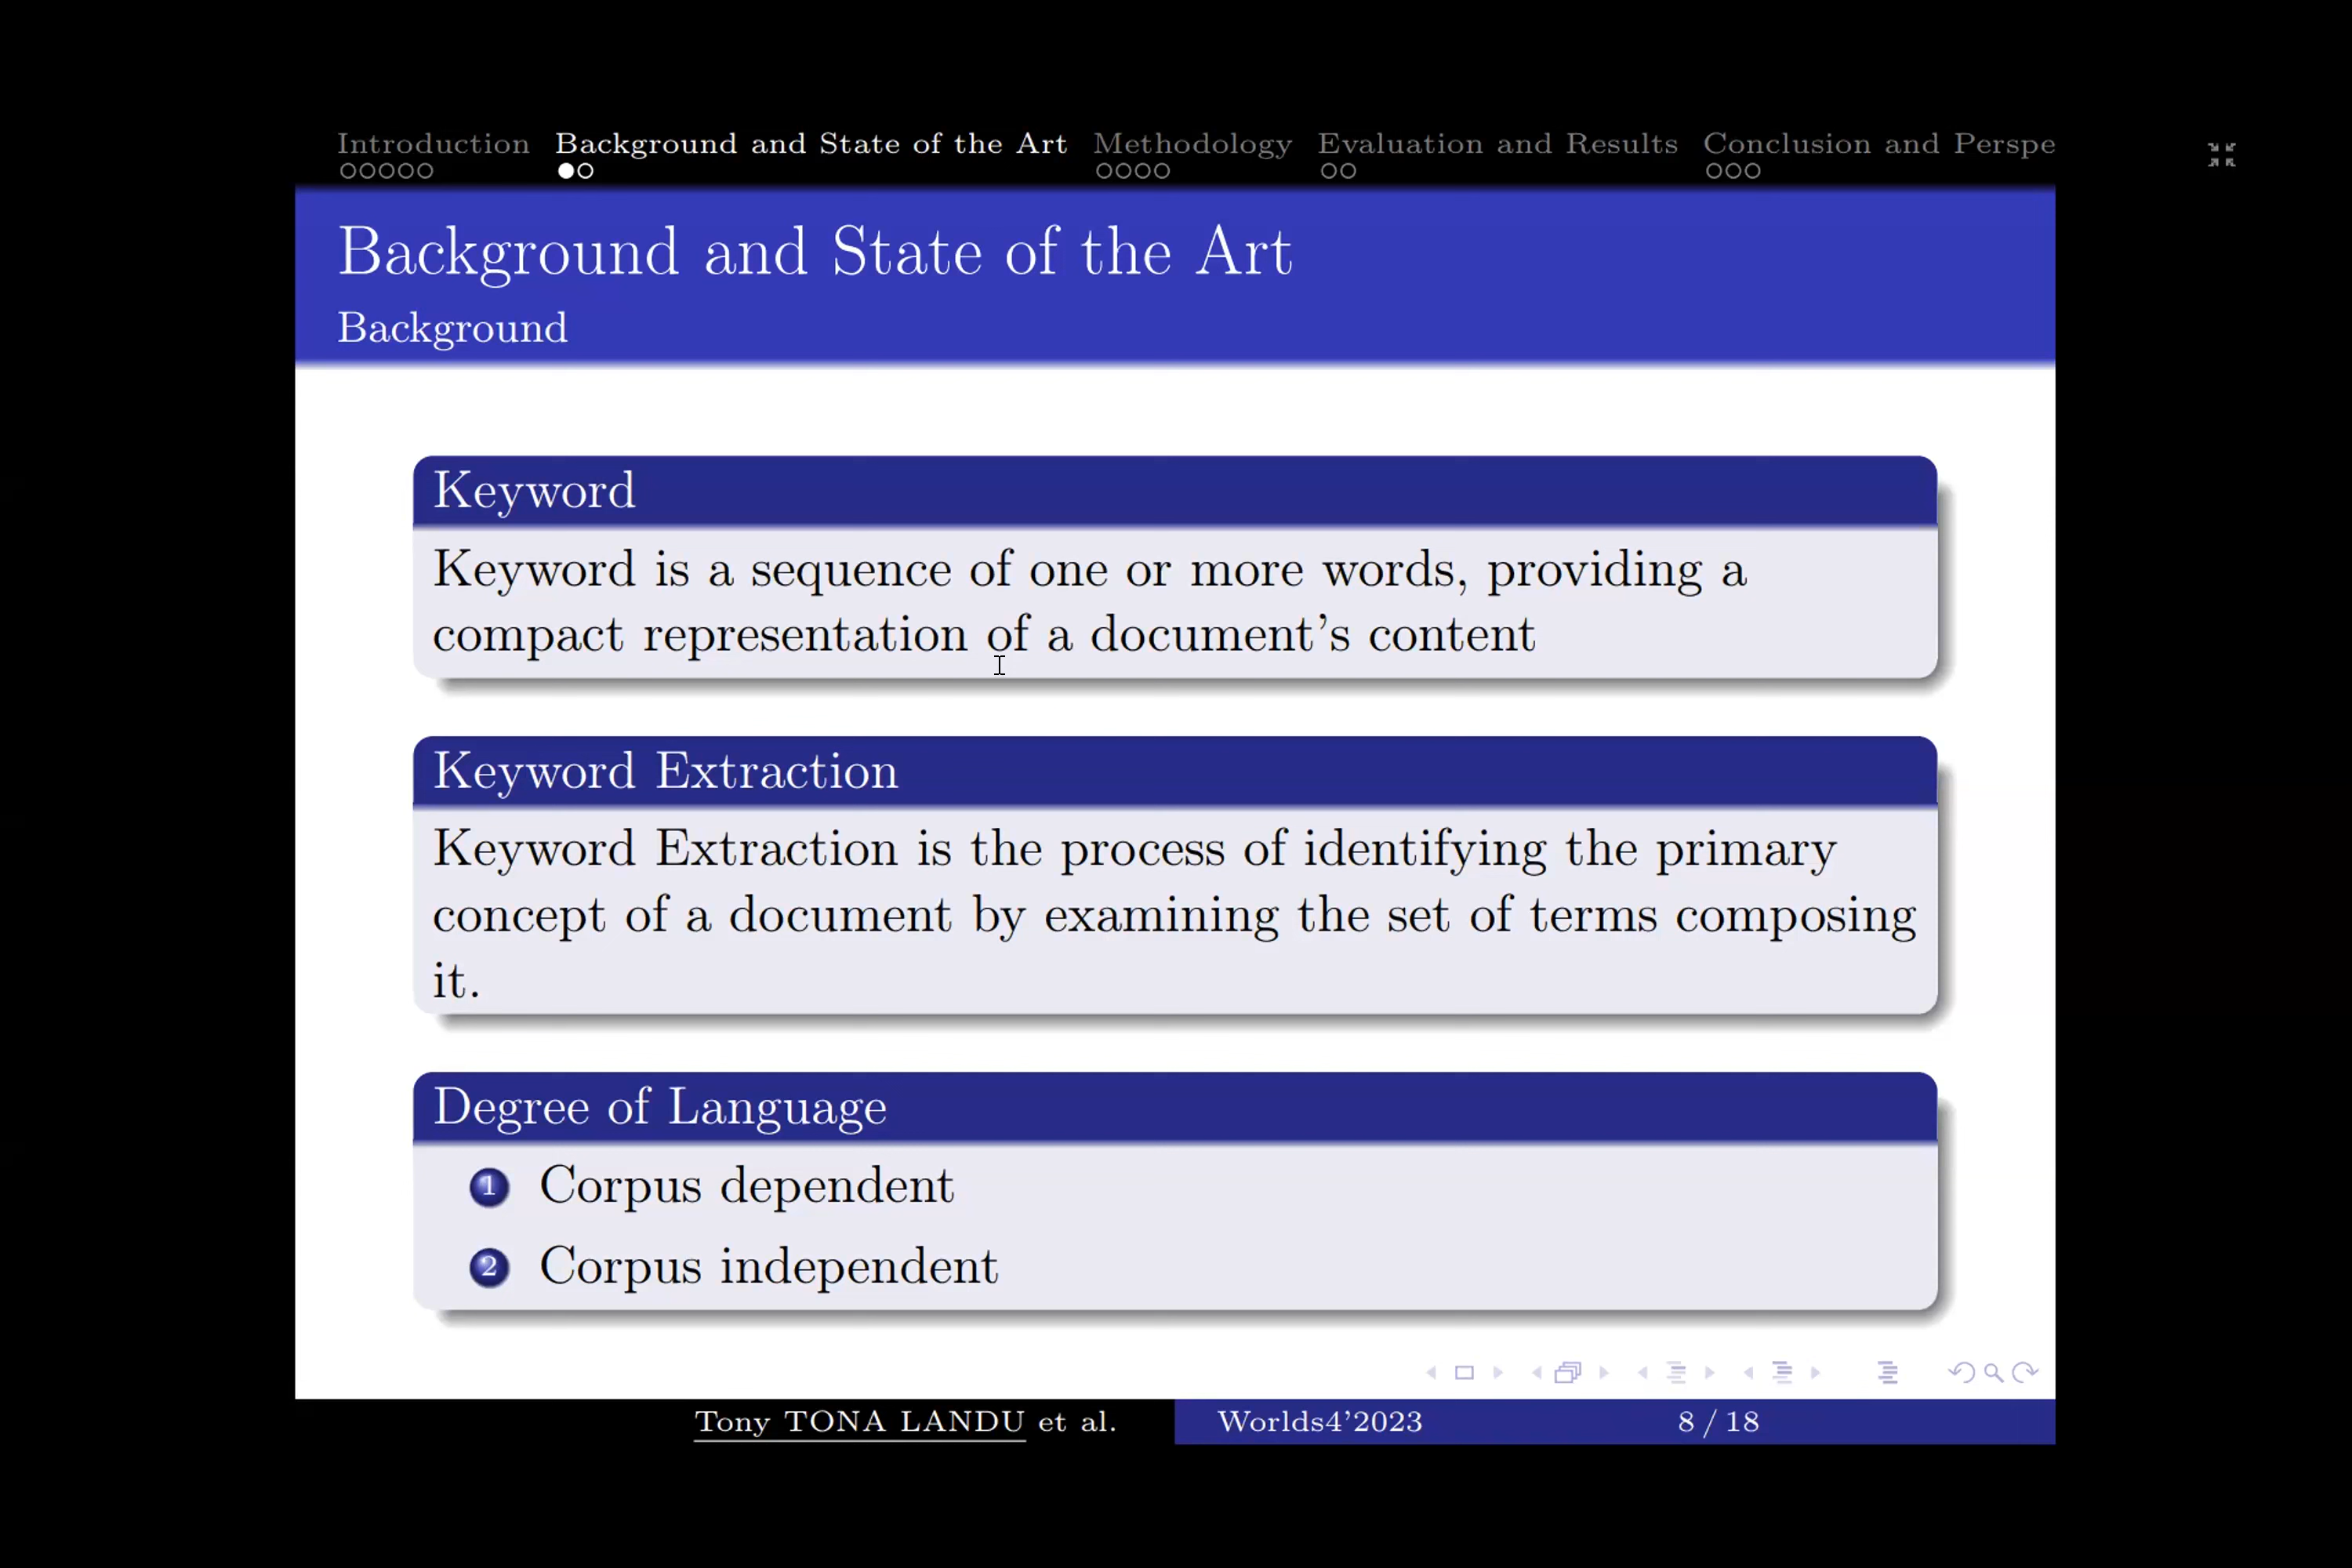 Introduction Background and State of the Art Methodology Evaluation and Results Conclusion and Perspe
Background and State of the Art
Background
Keyword
Keyword is a sequence of one or more words, providing a
compact representation of a document's content
Keyword Extraction
Keyword Extraction is the process of identifying the primary
concept of a document by examining the set of terms composing
it.
Degree of Language
1 Corpus dependent
2 Corpus independent
Tony TONA LANDU et al. Worlds4'2023 8 / 18